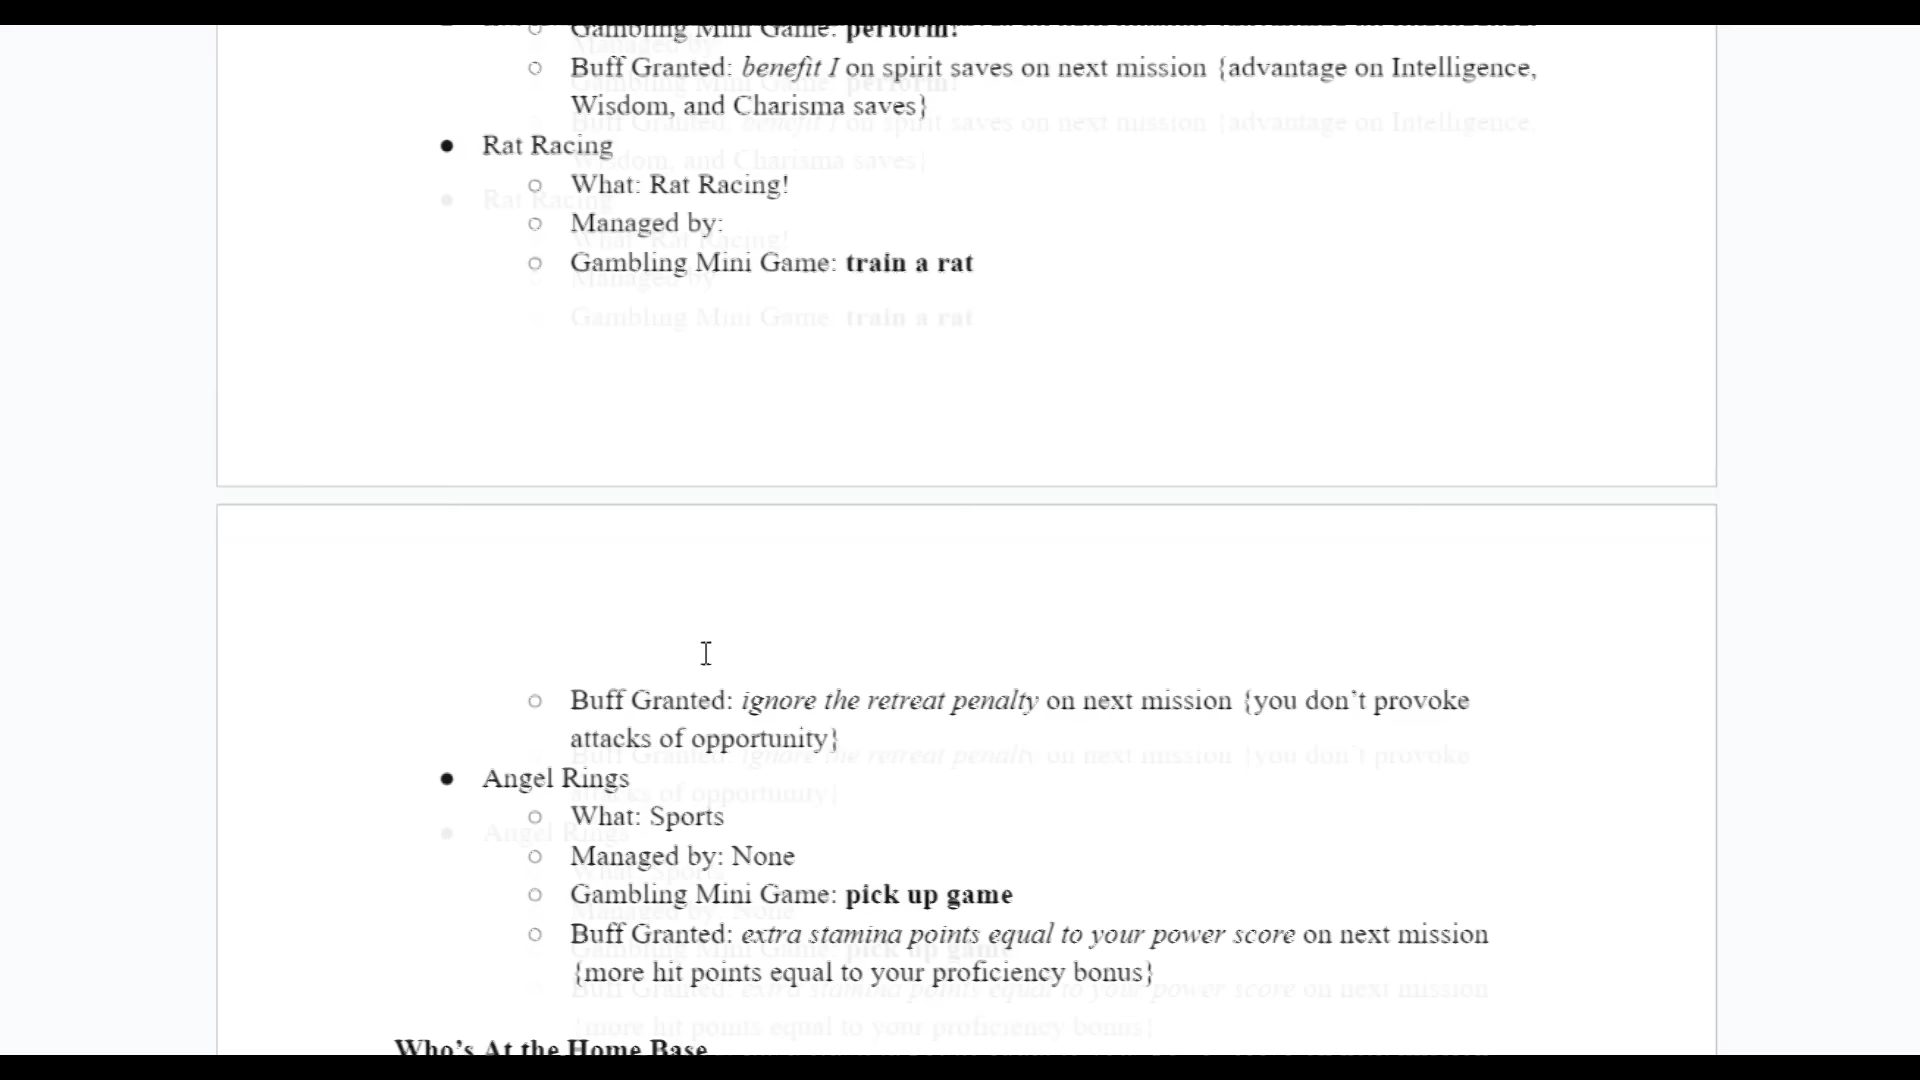 Gambling Mini Game: perform!
Buff Granted: benefit I on spirit saves on next mission {advantage on Intelligence,
Wisdom, and Charisma saves}
● Rat Racing
What: Rat Racing!
Managed by:
Gambling Mini Game: train a rat
Buff Granted: ignore the retreat penalty on next mission {you don’t provoke
attacks of opportunity}
● Angel Rings
What: Sports
Managed by: None
Gambling Mini Game: pick up game
Buff Granted: extra stamina points equal to your power score on next mission
{more hit points equal to your proficiency bonus}
Who’s At the Home Base